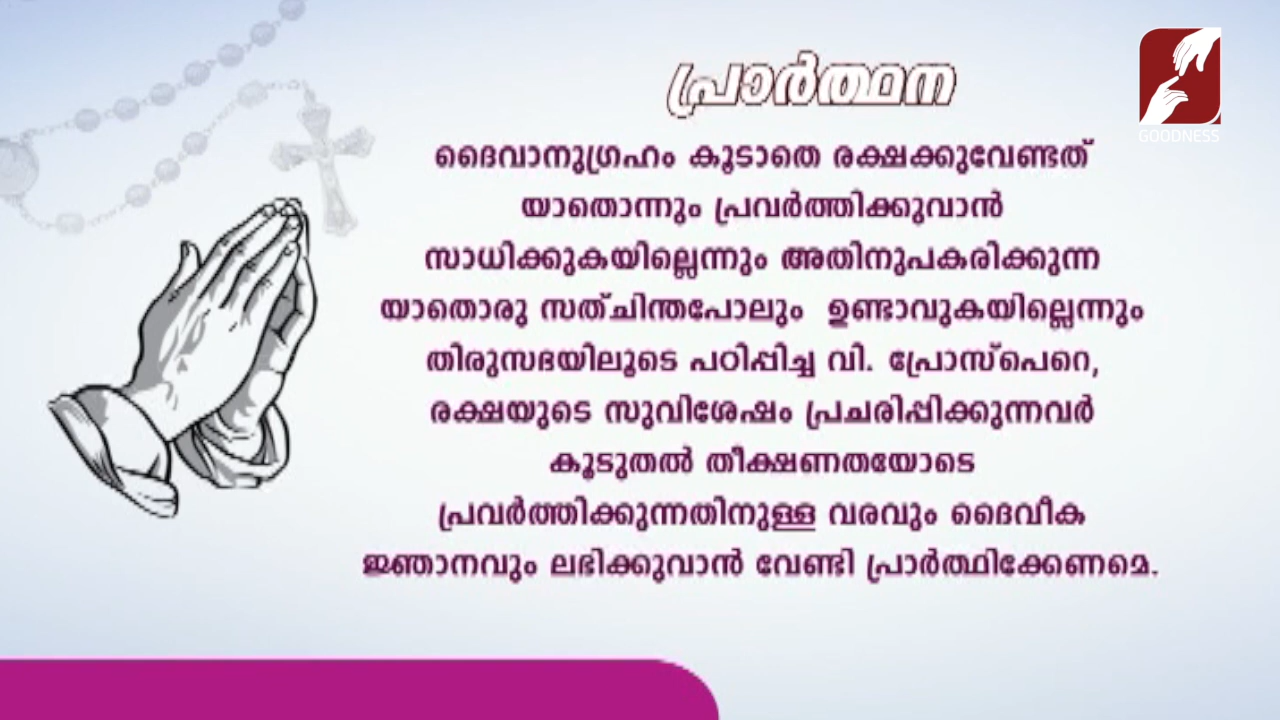 പ്രാർത്ഥന
GOODNESS
ദൈവാനുഗ്രഹം കൂടാതെ രക്ഷക്കുവേണ്ടത്
യാതൊന്നും പ്രവർത്തിക്കുവാൻ
സാധിക്കുകയില്ലെന്നും അതിനുപകരിക്കുന്ന
യാതൊരു സത്ചിന്തപോലും ഉണ്ടാവുകയില്ലെന്നും
തിരുസഭയിലൂടെ പഠിപ്പിച്ച വി. പ്രോസ്പെറെ,
രക്ഷയുടെ സുവിശേഷം പ്രചരിപ്പിക്കുന്നവർ
കൂടുതൽ തീക്ഷണതയോടെ
പ്രവർത്തിക്കുന്നതിനുള്ള വരവും ദൈവീക
ജ്ഞാനവും ലഭിക്കുവാൻ വേണ്ടി പ്രാർത്ഥിക്കേണമെ.